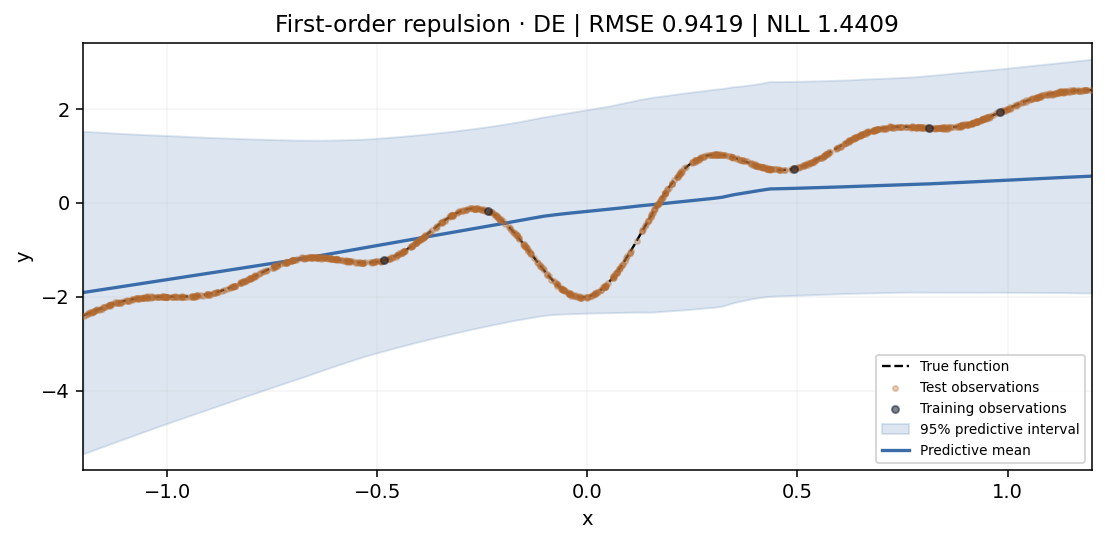 First-order repulsion · DE | RMSE 0.9419 | NLL 1.4409
y
2
0
−2
−4
True function
Test observations
Training observations
95% predictive interval
Predictive mean
−1.0 −0.5 0.0 0.5 1.0
x